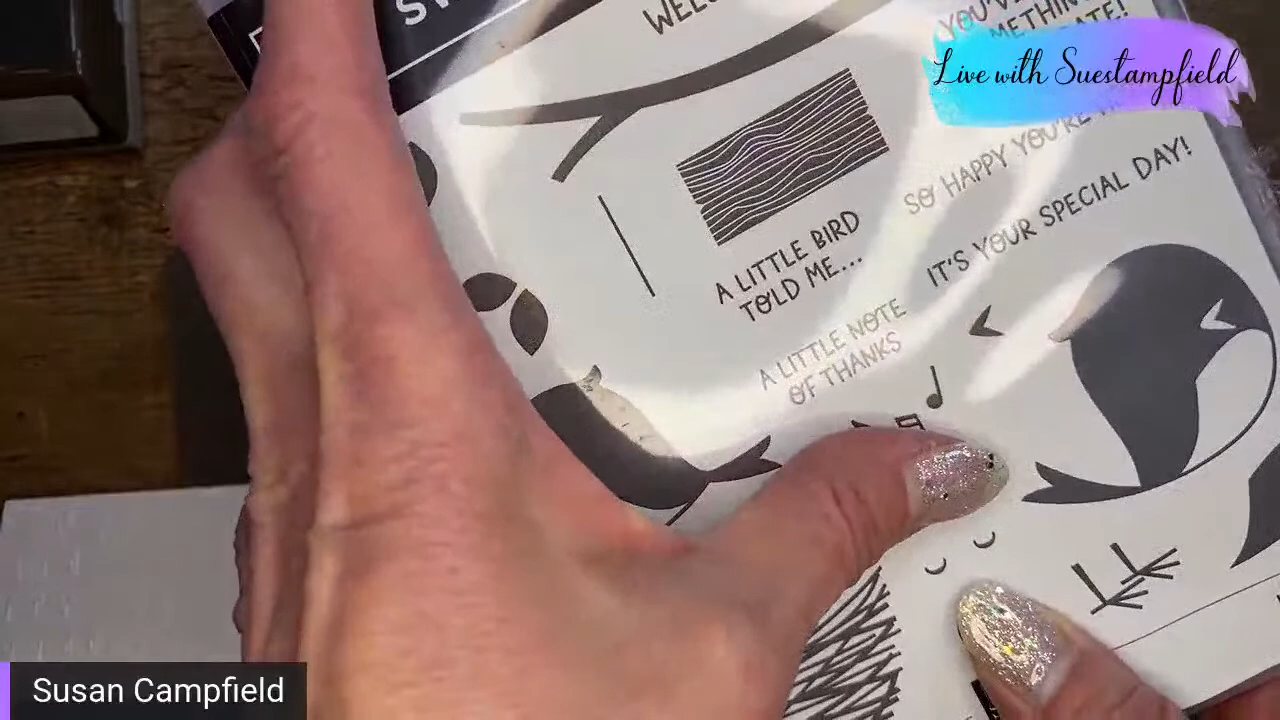 Live with Suestampfield
SO HAPPY YOU'RE
IT'S YOUR SPECIAL DAY!
A LITTLE BIRD
TOLD ME...
A LITTLE NOTE
OF THANKS
Susan Campfield